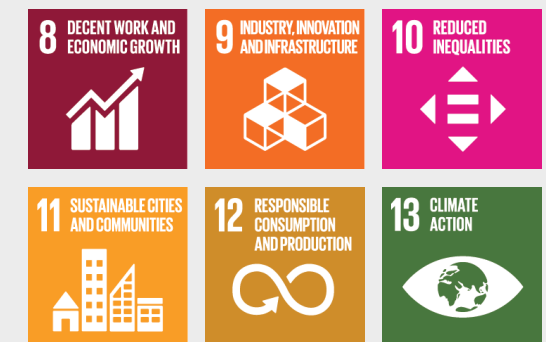 8 DECENT WORK AND
ECONOMIC GROWTH
9 INDUSTRY, INNOVATION
AND INFRASTRUCTURE
10 REDUCED
INEQUALITIES
11 SUSTAINABLE CITIES
AND COMMUNITIES
12 RESPONSIBLE
CONSUMPTION
AND PRODUCTION
13 CLIMATE
ACTION